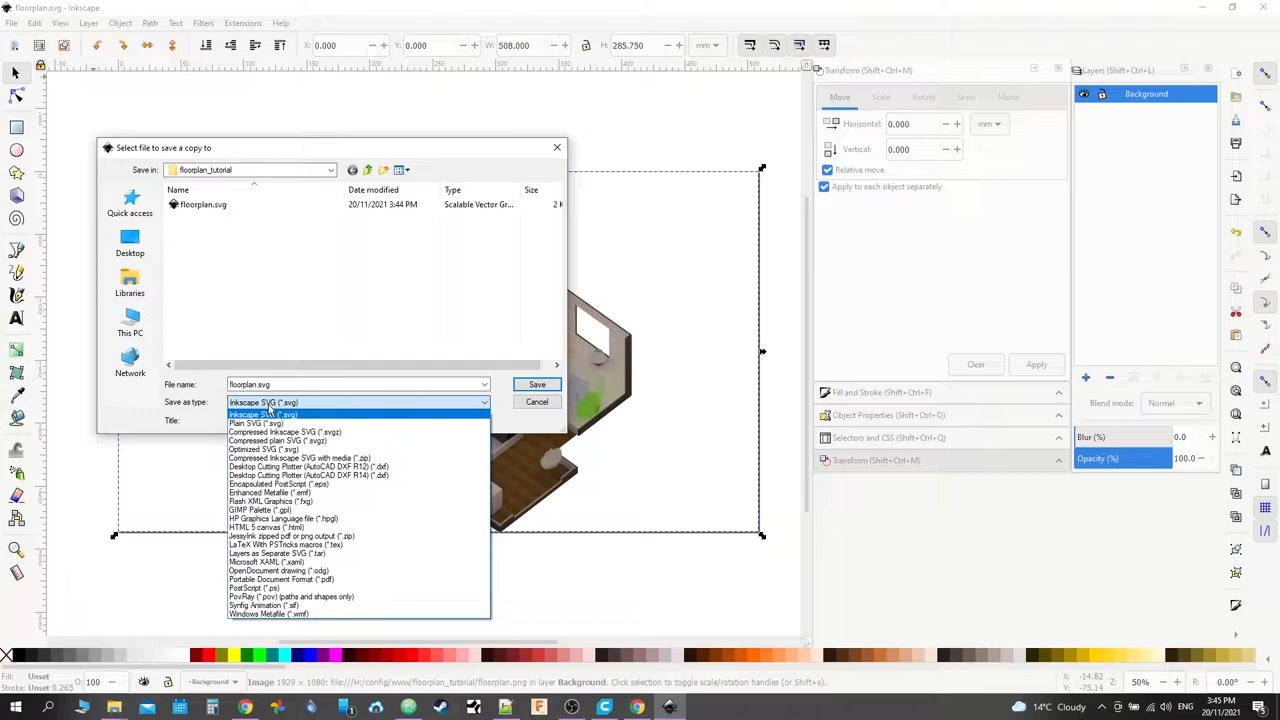 floorplan.svg - Inkscape
File Edit View Layer Object Path Text Filters Extensions Help
X: 0.000 Y: 0.000 W: 508.000 H: 285.750 mm
Transform (Shift+Ctrl+M)
Layers (Shift+Ctrl+L)
Move Scale Rotate Skew Matrix
Background
Horizontal: 0.000 mm
Vertical: 0.000
Relative move
Apply to each object separately
Select file to save a copy to
Save in: floorplan_tutorial
Name Date modified Type Size
floorplan.svg 20/11/2021 3:44 PM Scalable Vector Gr... 2 K
Quick access
Desktop
Libraries
This PC
Network
File name: floorplan.svg Save
Save as type: Inkscape SVG (*.svg) Cancel
Title:
Inkscape SVG (*.svg)
Plain SVG (*.svg)
Compressed Inkscape SVG (*.svgz)
Compressed plain SVG (*.svgz)
Optimized SVG (*.svg)
Compressed Inkscape SVG with media (*.zip)
Desktop Cutting Plotter (AutoCAD DXF R12) (*.dxf)
Desktop Cutting Plotter (AutoCAD DXF R14) (*.dxf)
Encapsulated PostScript (*.eps)
Enhanced Metafile (*.emf)
Flash XML Graphics (*.fxg)
GIMP Palette (*.gpl)
HP Graphics Language file (*.hpgl)
HTML 5 canvas (*.html)
JessyInk zipped pdf or png output (*.zip)
LaTeX With PSTricks macros (*.tex)
Layers as Separate SVG (*.tar)
Microsoft XAML (*.xaml)
OpenDocument drawing (*.odg)
Portable Document Format (*.pdf)
PostScript (*.ps)
PovRay (*.pov) (paths and shapes only)
Synfig Animation (*.sif)
Windows Metafile (*.wmf)
Clear Apply
Fill and Stroke (Shift+Ctrl+F)
Object Properties (Shift+Ctrl+O)
Selectors and CSS (Shift+Ctrl+Q)
Transform (Shift+Ctrl+M)
Blend mode: Normal
Blur (%) 0.0
Opacity (%) 100.0
Fill: Unset
Stroke: Unset 0.265
O: 100
Background
Image 1920 × 1080: file:///H:/config/www/floorplan_tutorial/floorplan.png in layer Background. Click selection to toggle scale/rotation handles (or Shift+s).
X: -14.82
Y: -75.14
Z: 50%
R: 0.00°
14°C Cloudy
ENG
3:45 PM
20/11/2021